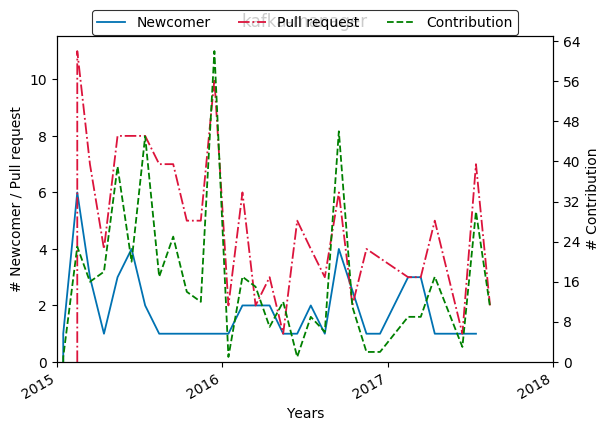 kafka-manager
Newcomer Pull request Contribution
# Newcomer / Pull request
10
8
6
4
2
0
64
56
48
40
32
24
16
8
0
# Contribution
2015 2016 2017 2018
Years